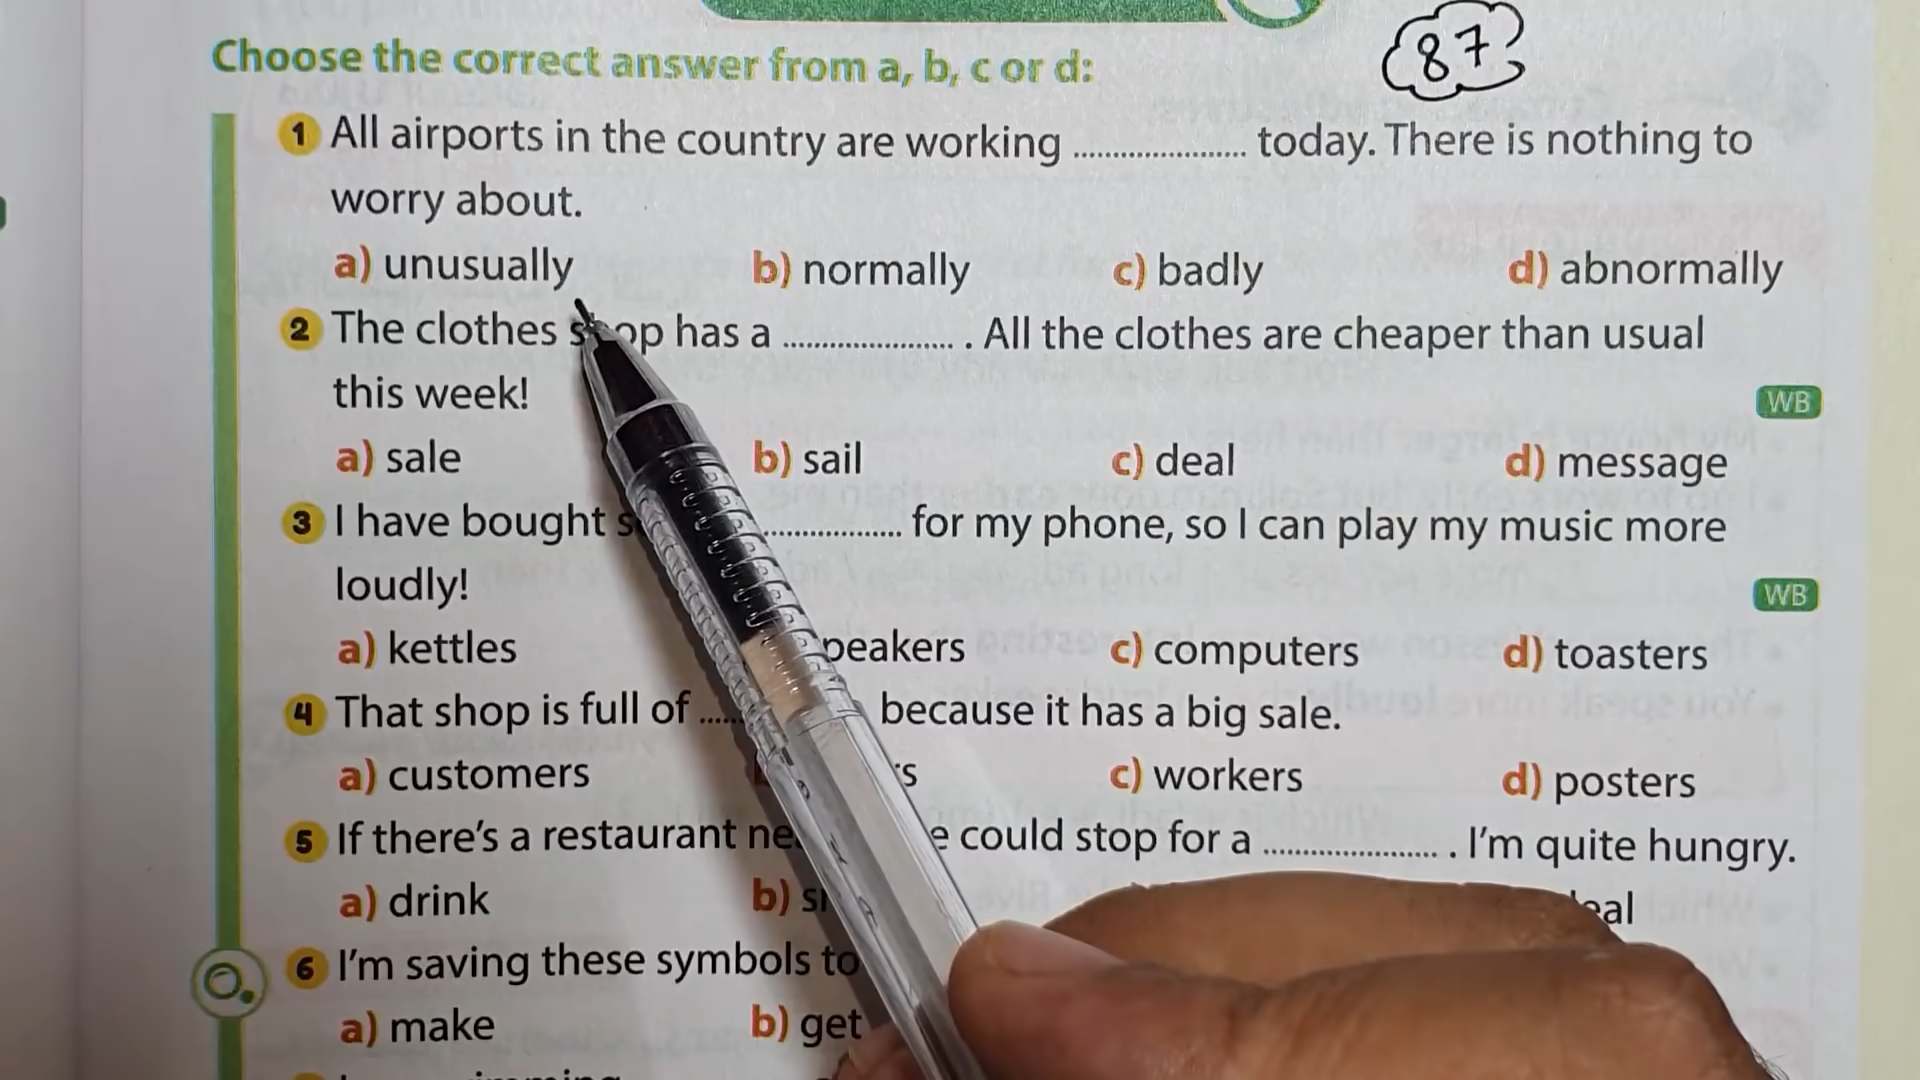 87
Choose the correct answer from a, b, c or d:
1 All airports in the country are working ..................... today. There is nothing to
worry about.
a) unusually b) normally c) badly d) abnormally
2 The clothes shop has a ..................... . All the clothes are cheaper than usual
this week!
WB
a) sale b) sail c) deal d) message
3 I have bought ................. for my phone, so I can play my music more
loudly!
WB
a) kettles c) computers d) toasters
4 That shop is full of ..... because it has a big sale.
a) customers c) workers d) posters
5 If there's a restaurant could stop for a ..................... . I'm quite hungry.
a) drink b)
6 I'm saving these symbols to
a) make b) get